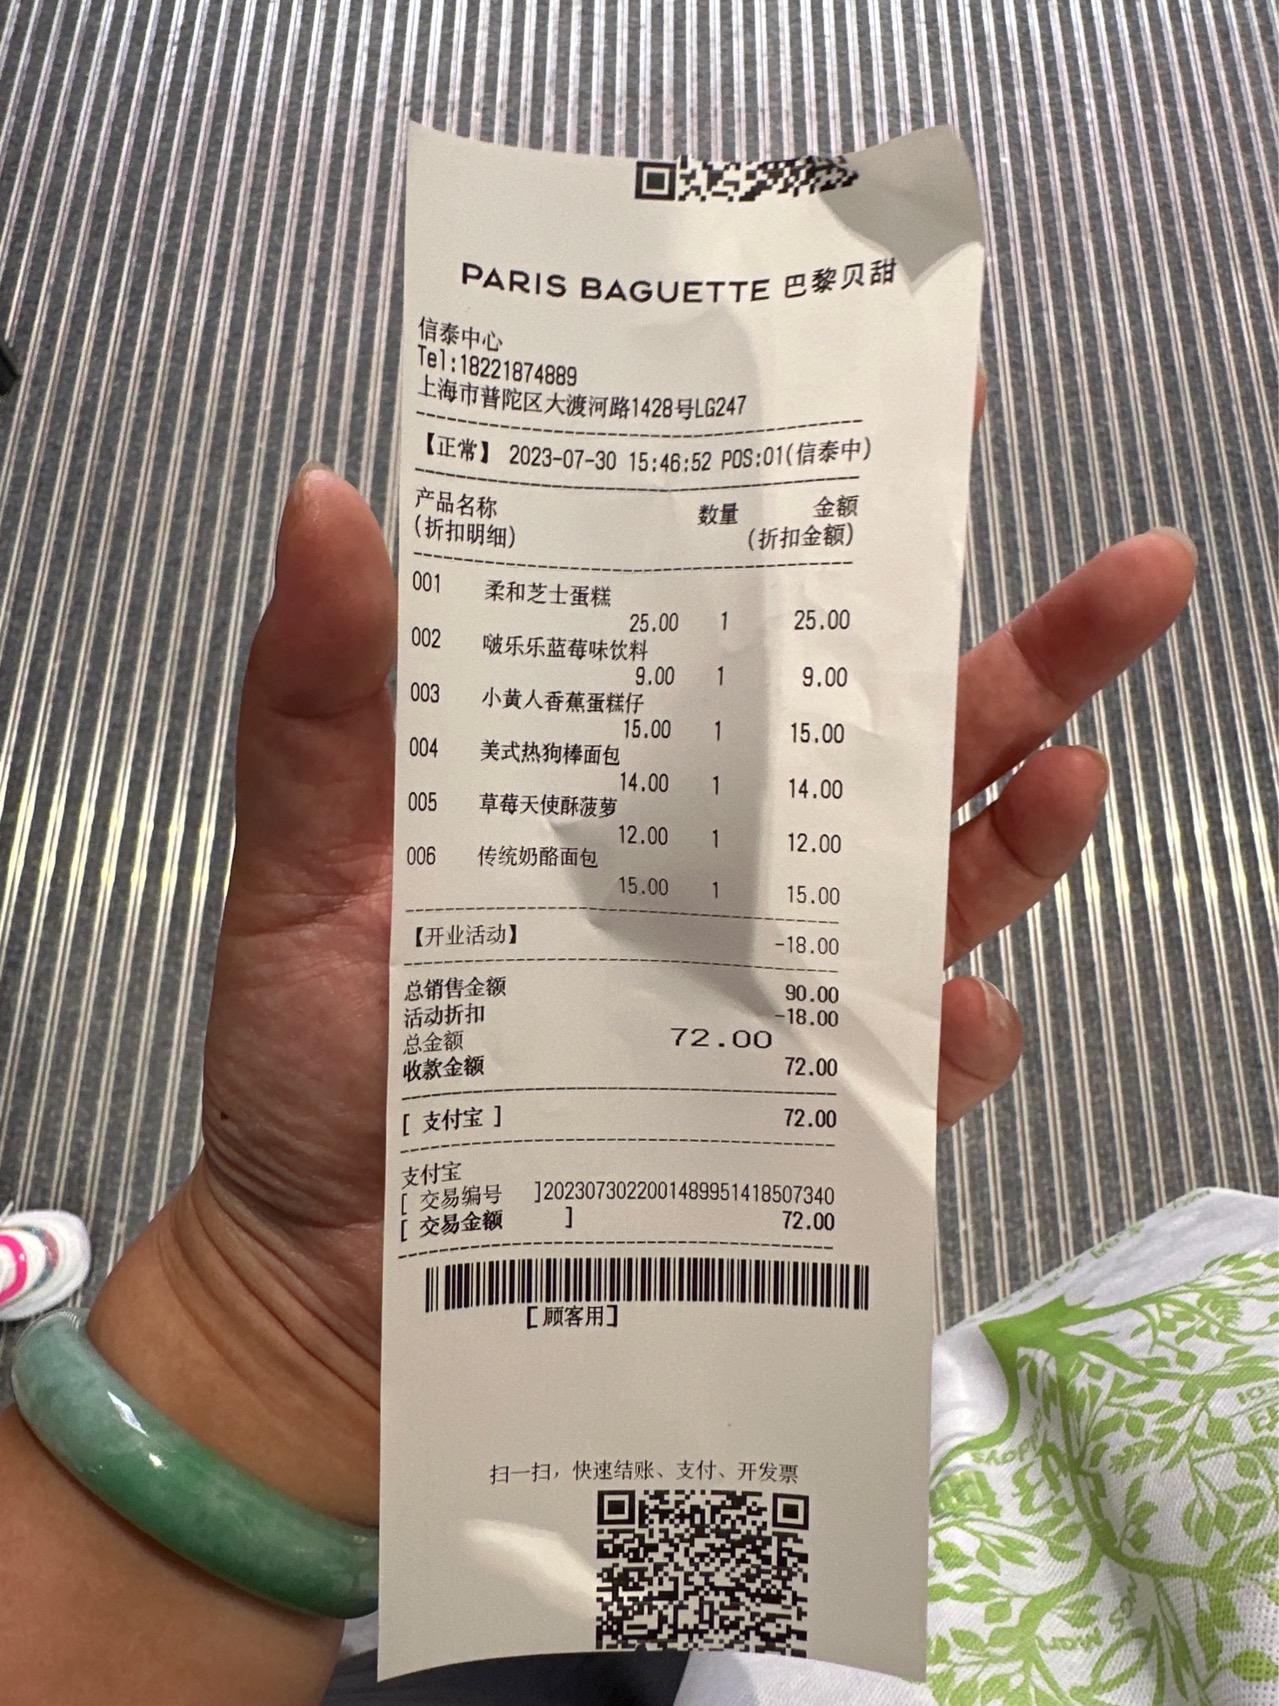 PARIS BAGUETTE 巴黎贝甜
信泰中心
Tel:18221874889
上海市普陀区大渡河路1428号LG247
【正常】 2023-07-30 15:46:52 POS:01(信泰中)
产品名称 数量 金额
(折扣明细) (折扣金额)
001 柔和芝士蛋糕
25.00 1 25.00
002 啵乐乐蓝莓味饮料
9.00 1 9.00
003 小黄人香蕉蛋糕仔
15.00 1 15.00
004 美式热狗棒面包
14.00 1 14.00
005 草莓天使酥菠萝
12.00 1 12.00
006 传统奶酪面包
15.00 1 15.00
【开业活动】 -18.00
总销售金额 90.00
活动折扣 -18.00
总金额 72.00
收款金额 72.00
[ 支付宝 ] 72.00
支付宝
[ 交易编号 ]2023073022001489951418507340
[ 交易金额 ] 72.00
[顾客用]
扫一扫，快速结账、支付、开发票